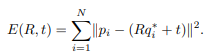 E(R, t) = \sum_{i=1}^{N} \|p_i - (Rq_i^* + t)\|^2.